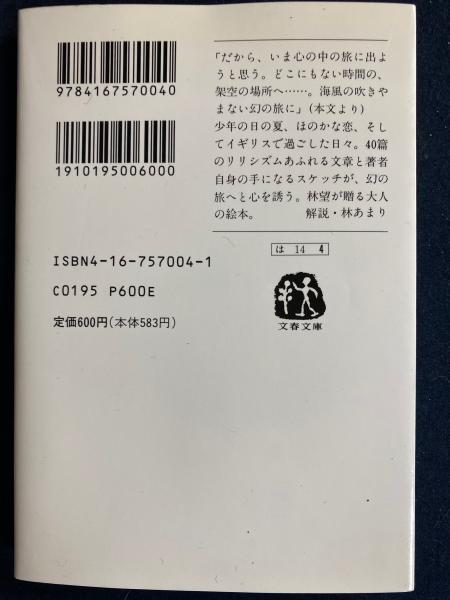 9784167570040
1910195006000
「だから、いま心の中の旅に出よ
うと思う。どこにもない時間の、
架空の場所へ……。海風の吹きや
まない幻の旅に」(本文より)
少年の日の夏、ほのかな恋、そし
てイギリスで過ごした日々。40篇
のリリシズムあふれる文章と著者
自身の手になるスケッチが、幻の
旅へと心を誘う。林望が贈る大人
の絵本。 解説・林あまり
は 14 4
文春文庫
ISBN4-16-757004-1
C0195 P600E
定価600円(本体583円)